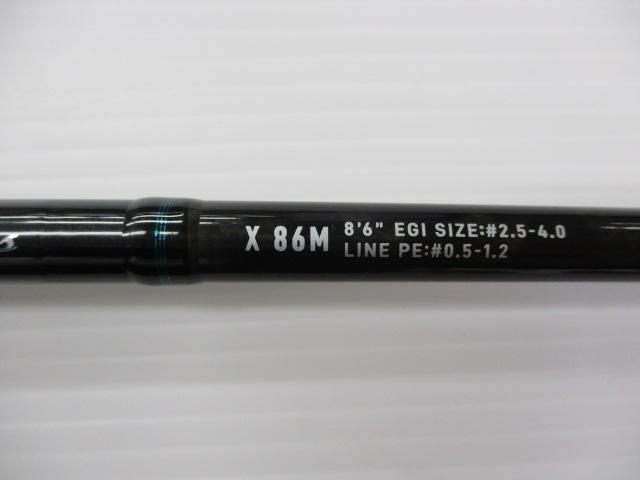 X 86M
8'6" EGI SIZE:#2.5-4.0
LINE PE:#0.5-1.2